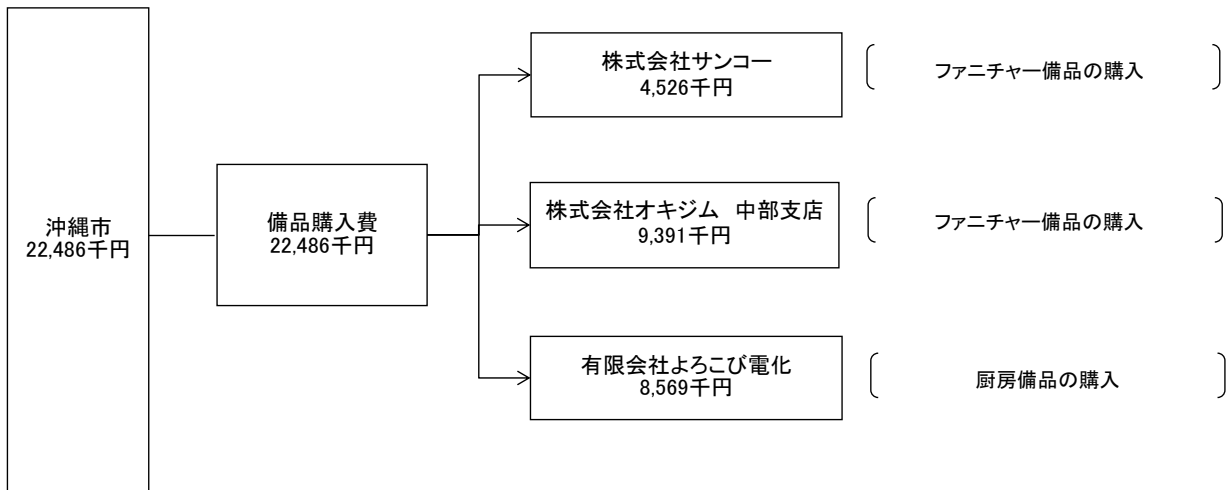 沖縄市
22,486千円
備品購入費
22,486千円
株式会社サンコー
4,526千円
ファニチャー備品の購入
株式会社オキジム　中部支店
9,391千円
ファニチャー備品の購入
有限会社よろこび電化
8,569千円
厨房備品の購入